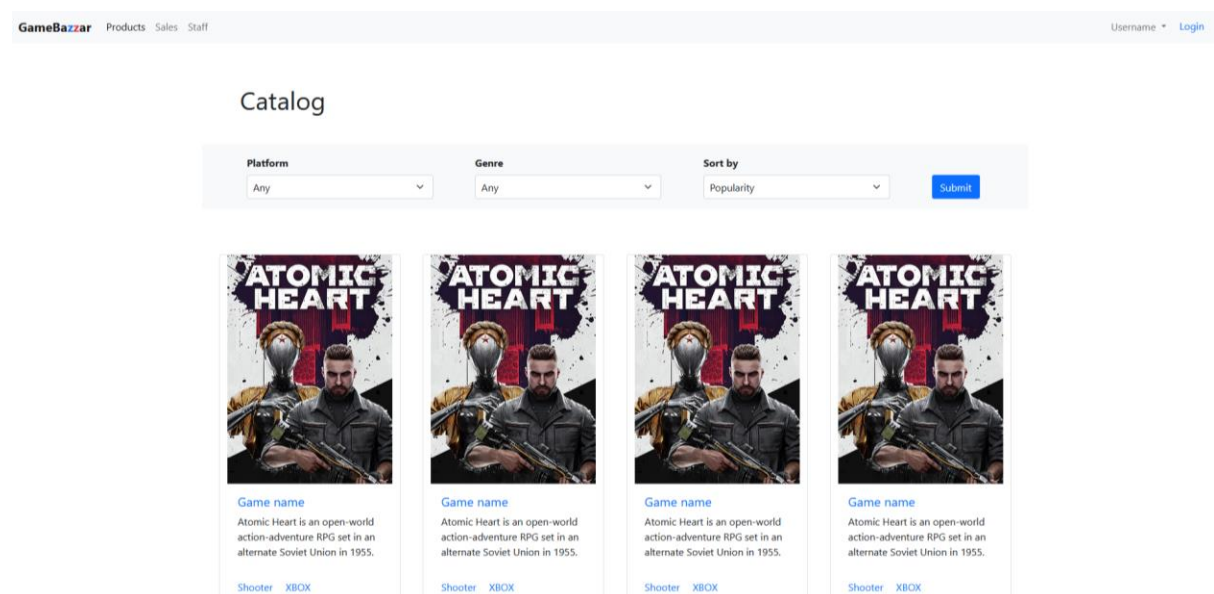 GameBazzar Products Sales Staff Username Login
Catalog
Platform Genre Sort by
Any Any Popularity Submit
ATOMIC HEART
ATOMIC HEART
ATOMIC HEART
ATOMIC HEART
Game name Game name Game name Game name
Atomic Heart is an open-world Atomic Heart is an open-world Atomic Heart is an open-world Atomic Heart is an open-world
action-adventure RPG set in an action-adventure RPG set in an action-adventure RPG set in an action-adventure RPG set in an
alternate Soviet Union in 1955. alternate Soviet Union in 1955. alternate Soviet Union in 1955. alternate Soviet Union in 1955.
Shooter XBOX Shooter XBOX Shooter XBOX Shooter XBOX